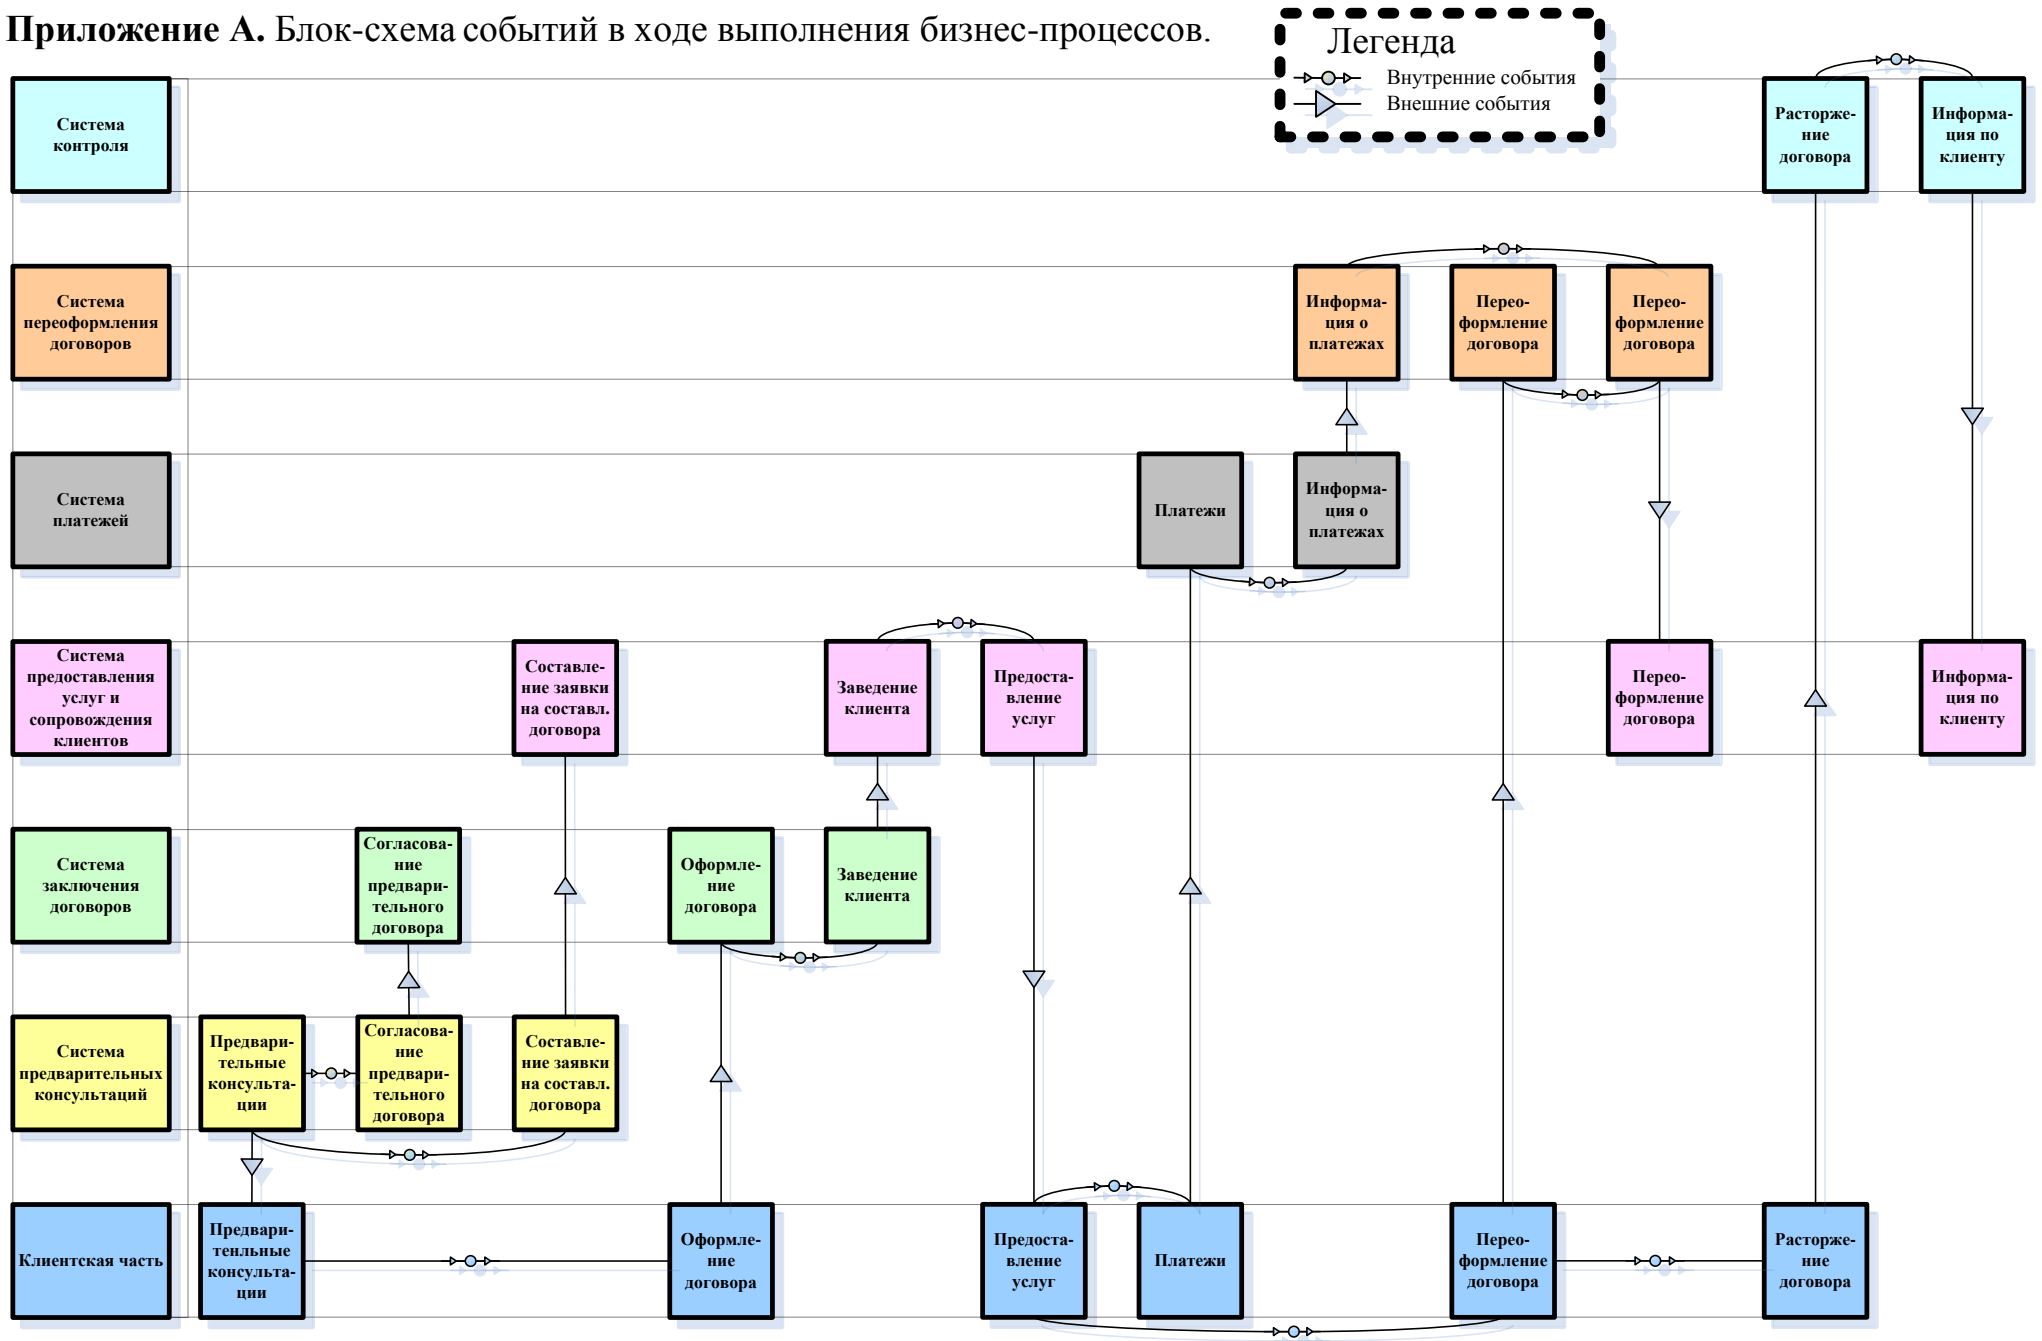 Приложение А. Блок-схема событий в ходе выполнения бизнес-процессов.
Легенда
Внутренние события
Внешние события
Система
контроля
Расторже-
ние
договора
Информа-
ция по
клиенту
Система
переоформления
договоров
Информа-
ция о
платежах
Перео-
формление
договора
Перео-
формление
договора
Система
платежей
Платежи
Информа-
ция о
платежах
Система
предоставления
услуг и
сопровождения
клиентов
Составле-
ние заявки
на составл.
договора
Заведение
клиента
Предоста-
вление
услуг
Перео-
формление
договора
Информа-
ция по
клиенту
Система
заключения
договоров
Согласова-
ние
предвари-
тельного
договора
Оформле-
ние
договора
Заведение
клиента
Система
предварительных
консультаций
Предвари-
тельные
консульта-
ции
Согласова-
ние
предвари-
тельного
договора
Составле-
ние заявки
на составл.
договора
Клиентская часть
Предвари-
тенльные
консульта-
ции
Оформле-
ние
договора
Предоста-
вление
услуг
Платежи
Перео-
формление
договора
Расторже-
ние
договора